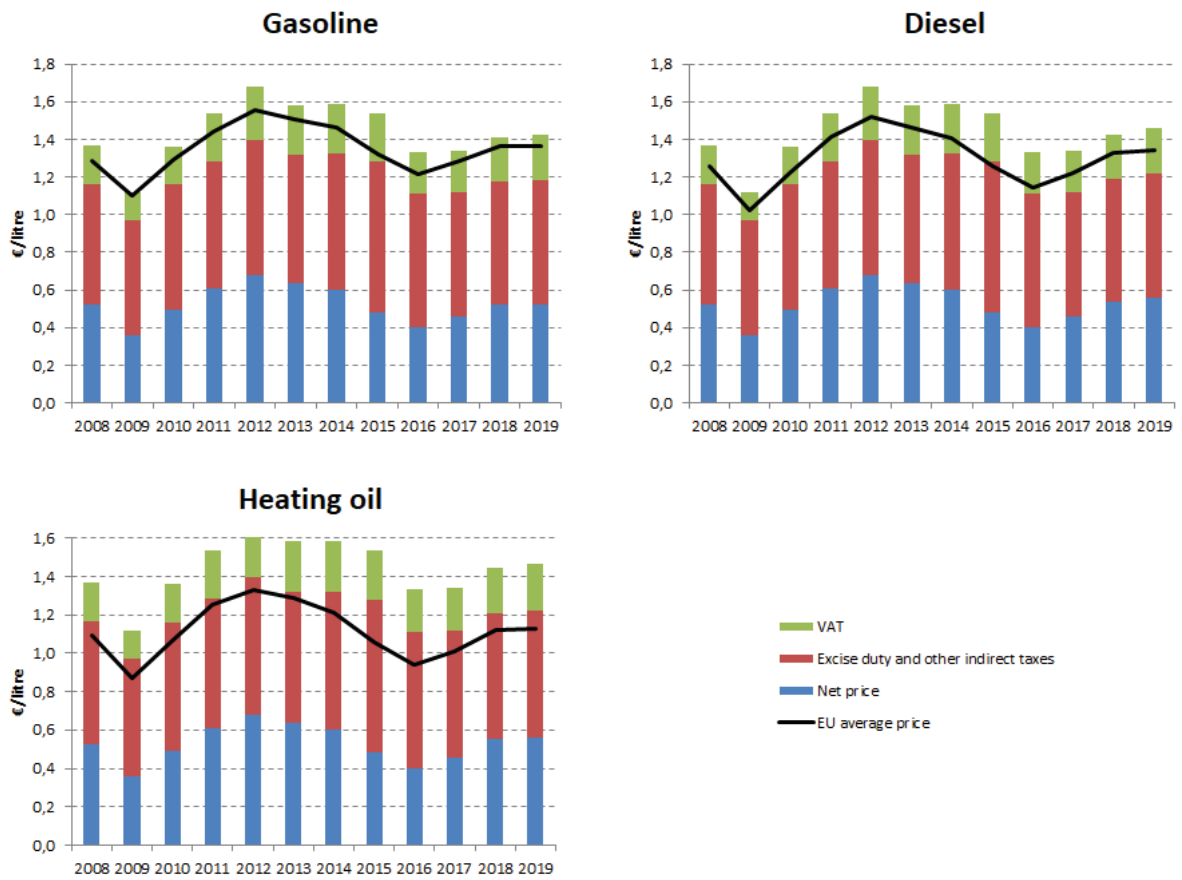 Gasoline
€/litre
1,8
1,6
1,4
1,2
1,0
0,8
0,6
0,4
0,2
0,0
2008 2009 2010 2011 2012 2013 2014 2015 2016 2017 2018 2019
Diesel
€/litre
1,8
1,6
1,4
1,2
1,0
0,8
0,6
0,4
0,2
0,0
2008 2009 2010 2011 2012 2013 2014 2015 2016 2017 2018 2019
Heating oil
€/litre
1,6
1,4
1,2
1,0
0,8
0,6
0,4
0,2
0,0
2008 2009 2010 2011 2012 2013 2014 2015 2016 2017 2018 2019
VAT
Excise duty and other indirect taxes
Net price
EU average price